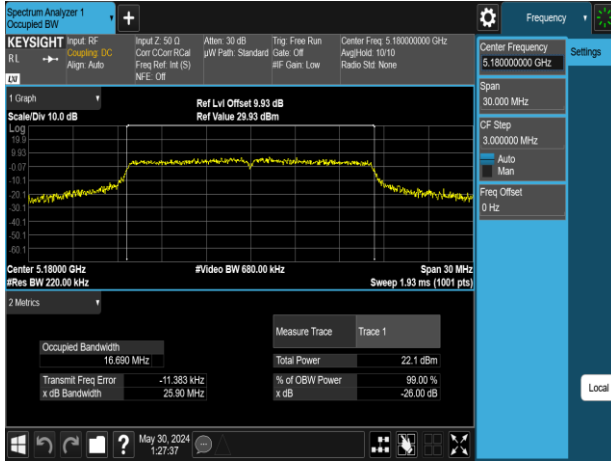 Spectrum Analyzer 1
Occupied BW
Frequency
KEYSIGHT
RL
LXI
Input: RF
Coupling: DC
Align: Auto
Input Z: 50 Ω
Corr CCorr RCal
Freq Ref: Int (S)
NFE: Off
Atten: 30 dB
µW Path: Standard
Trig: Free Run
Gate: Off
#IF Gain: Low
Center Freq: 5.180000000 GHz
Avg|Hold: 10/10
Radio Std: None
Center Frequency
5.180000000 GHz
Settings
Span
30.000 MHz
CF Step
3.000000 MHz
Auto
Man
Freq Offset
0 Hz
Local
1 Graph
Scale/Div 10.0 dB
Ref Lvl Offset 9.93 dB
Ref Value 29.93 dBm
Log
19.9
9.93
-0.07
-10.1
-20.1
-30.1
-40.1
-50.1
-60.1
Center 5.18000 GHz
#Res BW 220.00 kHz
#Video BW 680.00 kHz
Span 30 MHz
Sweep 1.93 ms (1001 pts)
2 Metrics
Measure Trace
Trace 1
Occupied Bandwidth
16.690 MHz
Total Power
22.1 dBm
Transmit Freq Error
-11.383 kHz
% of OBW Power
99.00 %
x dB Bandwidth
25.90 MHz
x dB
-26.00 dB
?
May 30, 2024
1:27:37